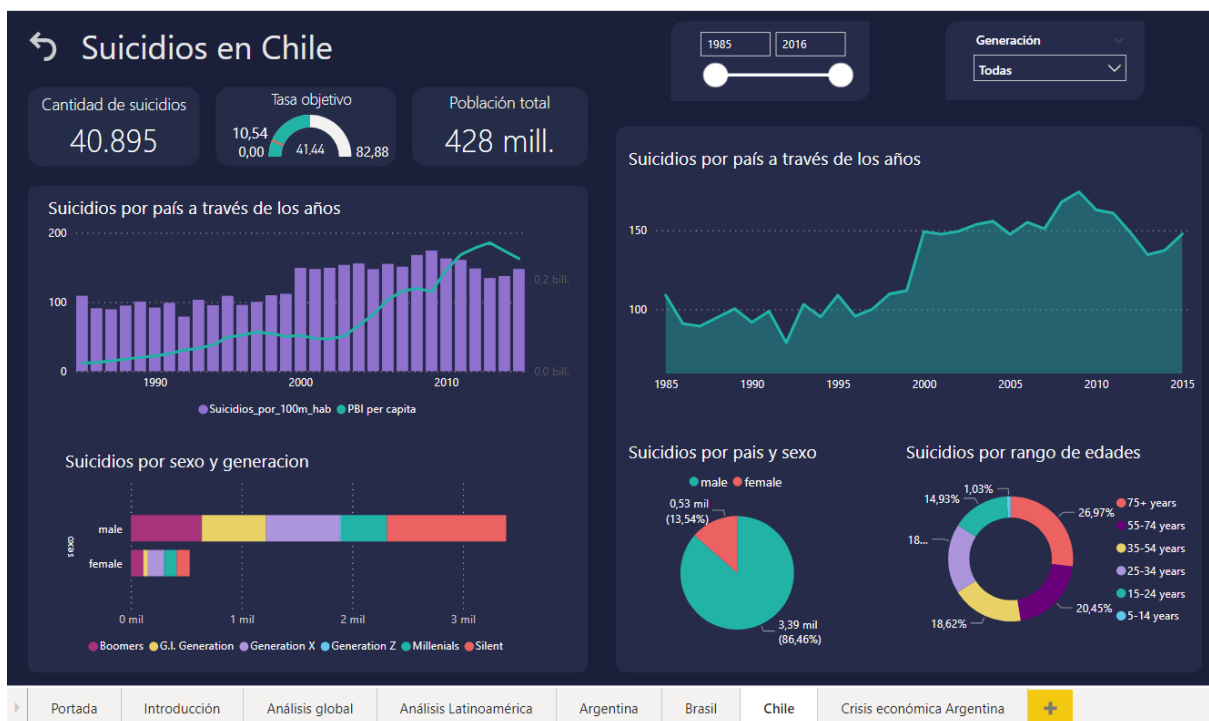 Suicidios en Chile
1985 2016
Generación
Todas
Cantidad de suicidios
40.895
Tasa objetivo
10,54
0,00
41.44
82,88
Población total
428 mill.
Suicidios por país a través de los años
200
100
0
0,2 bill.
0,0 bill.
1990 2000 2010
Suicidios_por_100m_hab PBI per capita
Suicidios por país a través de los años
150
100
1985 1990 1995 2000 2005 2010 2015
Suicidios por sexo y generacion
sexo
male
female
0 mil 1 mil 2 mil 3 mil
Boomers G.I. Generation Generation X Generation Z Millenials Silent
Suicidios por pais y sexo
male female
0,53 mil
(13,54%)
3,39 mil
(86,46%)
Suicidios por rango de edades
1,03%
14,93%
26,97%
18...
20,45%
18,62%
75+ years
55-74 years
35-54 years
25-34 years
15-24 years
5-14 years
Portada Introducción Análisis global Análisis Latinoamérica Argentina Brasil Chile Crisis económica Argentina +